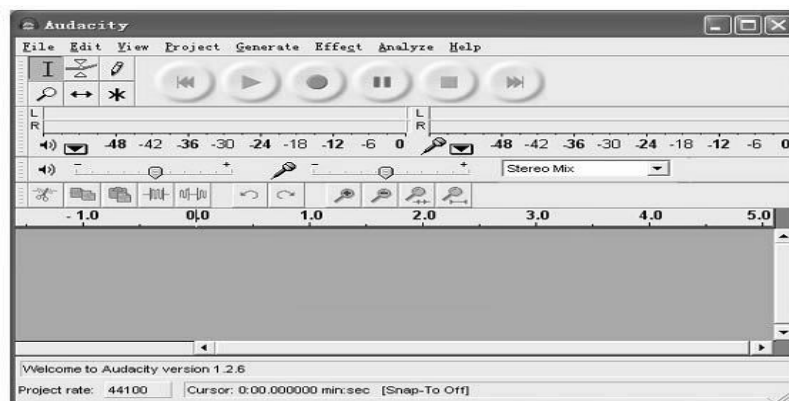 Audacity
File Edit View Project Generate Effect Analyze Help
L L
R R
-48 -42 -36 -30 -24 -18 -12 -6 0 -48 -42 -36 -30 -24 -18 -12 -6 0
- + - + Stereo Mix
- 1.0 0.0 1.0 2.0 3.0 4.0 5.0
Welcome to Audacity version 1.2.6
Project rate: 44100 Cursor: 0:00.000000 min:sec [Snap-To Off]